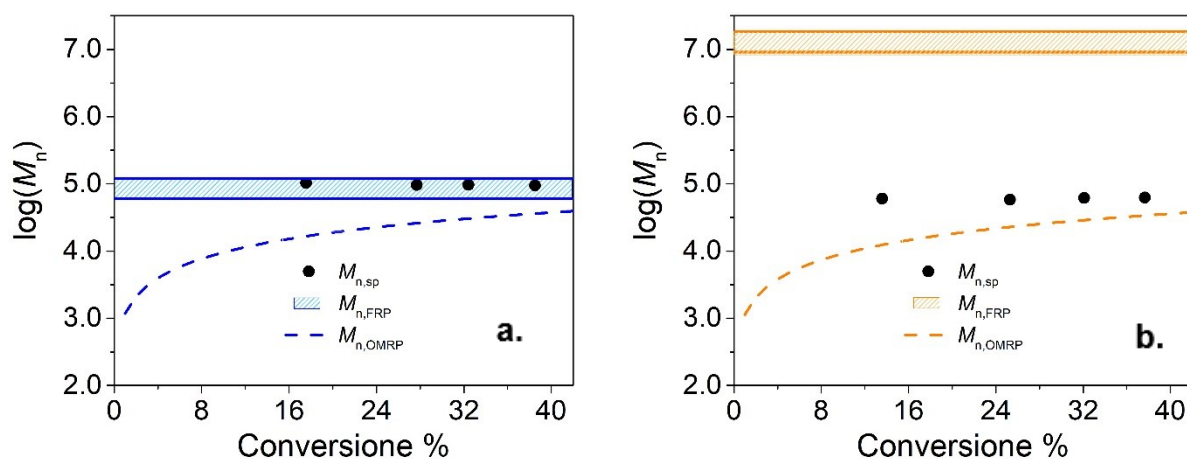 log(Mn)
7.0
6.0
5.0
4.0
3.0
2.0
Mn,sp
Mn,FRP
Mn,OMRP
a.
0 8 16 24 32 40
Conversione %
log(Mn)
7.0
6.0
5.0
4.0
3.0
2.0
Mn,sp
Mn,FRP
Mn,OMRP
b.
0 8 16 24 32 40
Conversione %